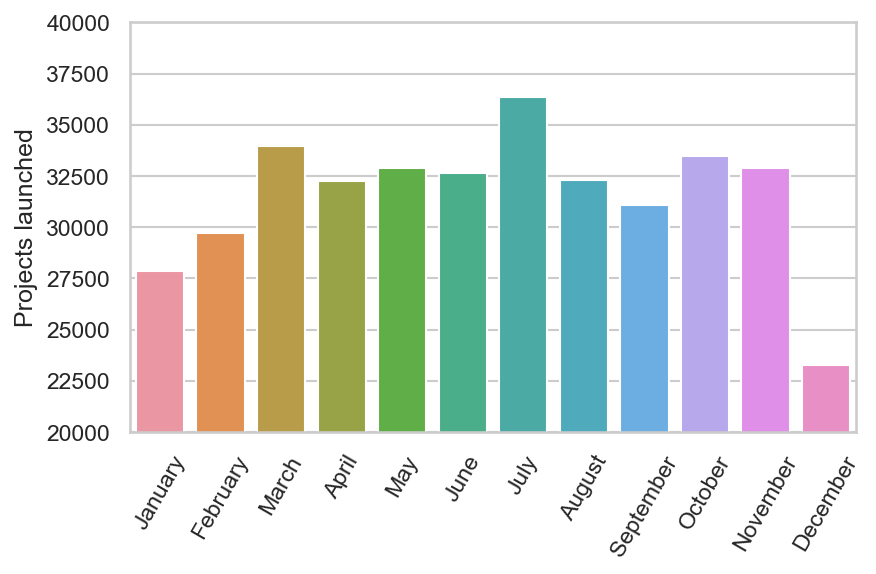 40000
37500
35000
32500
30000
27500
25000
22500
20000
Projects launched
January
February
March
April
May
June
July
August
September
October
November
December